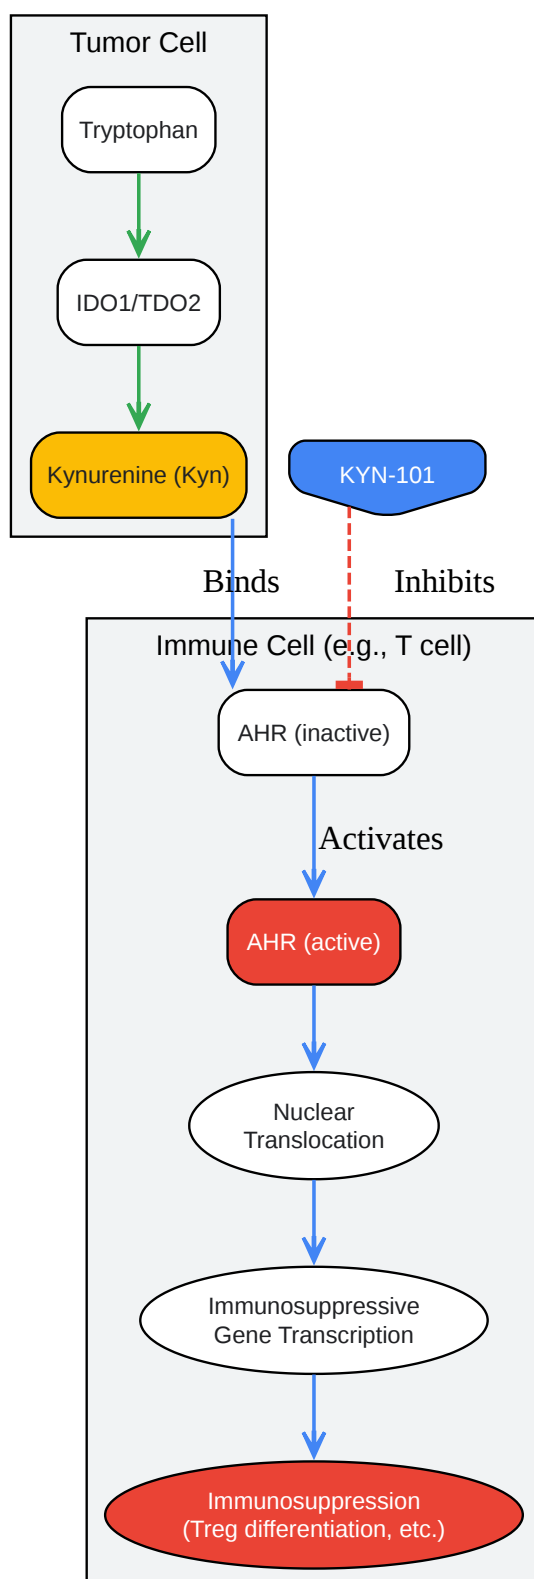 Tumor Cell
Tryptophan
IDO1/TDO2
Kynurenine (Kyn)
KYN-101
Binds
Inhibits
Immune Cell (e.g., T cell)
AHR (inactive)
Activates
AHR (active)
Nuclear
Translocation
Immunosuppressive
Gene Transcription
Immunosuppression
(Treg differentiation, etc.)